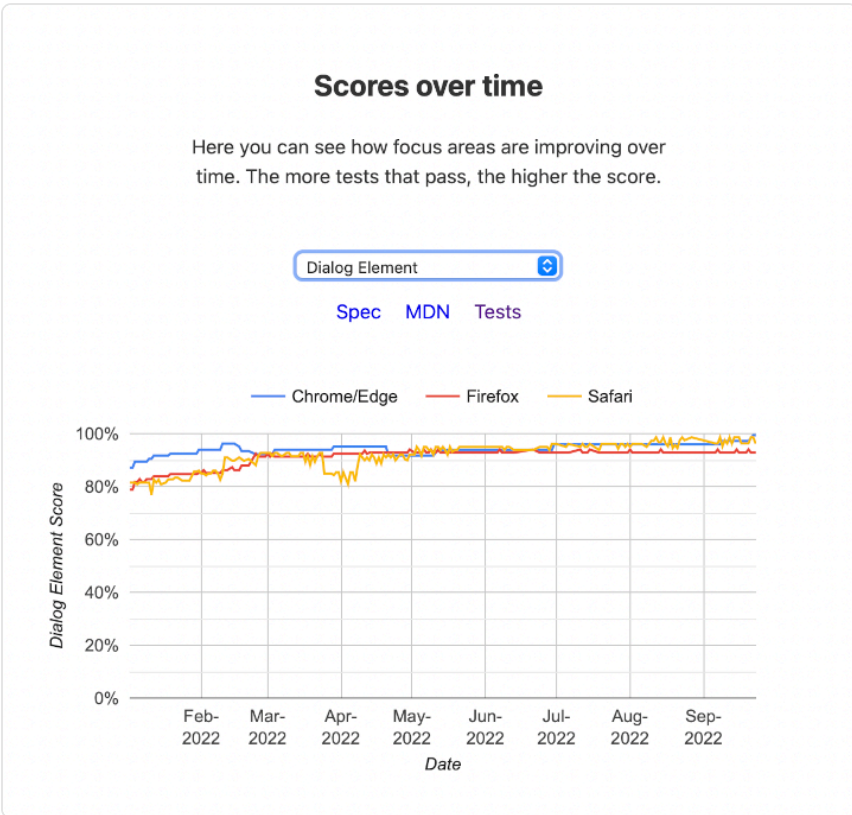 Scores over time
Here you can see how focus areas are improving over
time. The more tests that pass, the higher the score.
Dialog Element
Spec MDN Tests
Chrome/Edge Firefox Safari
100%
80%
60%
40%
20%
0%
Dialog Element Score
Feb- Mar- Apr- May- Jun- Jul- Aug- Sep-
2022 2022 2022 2022 2022 2022 2022 2022
Date